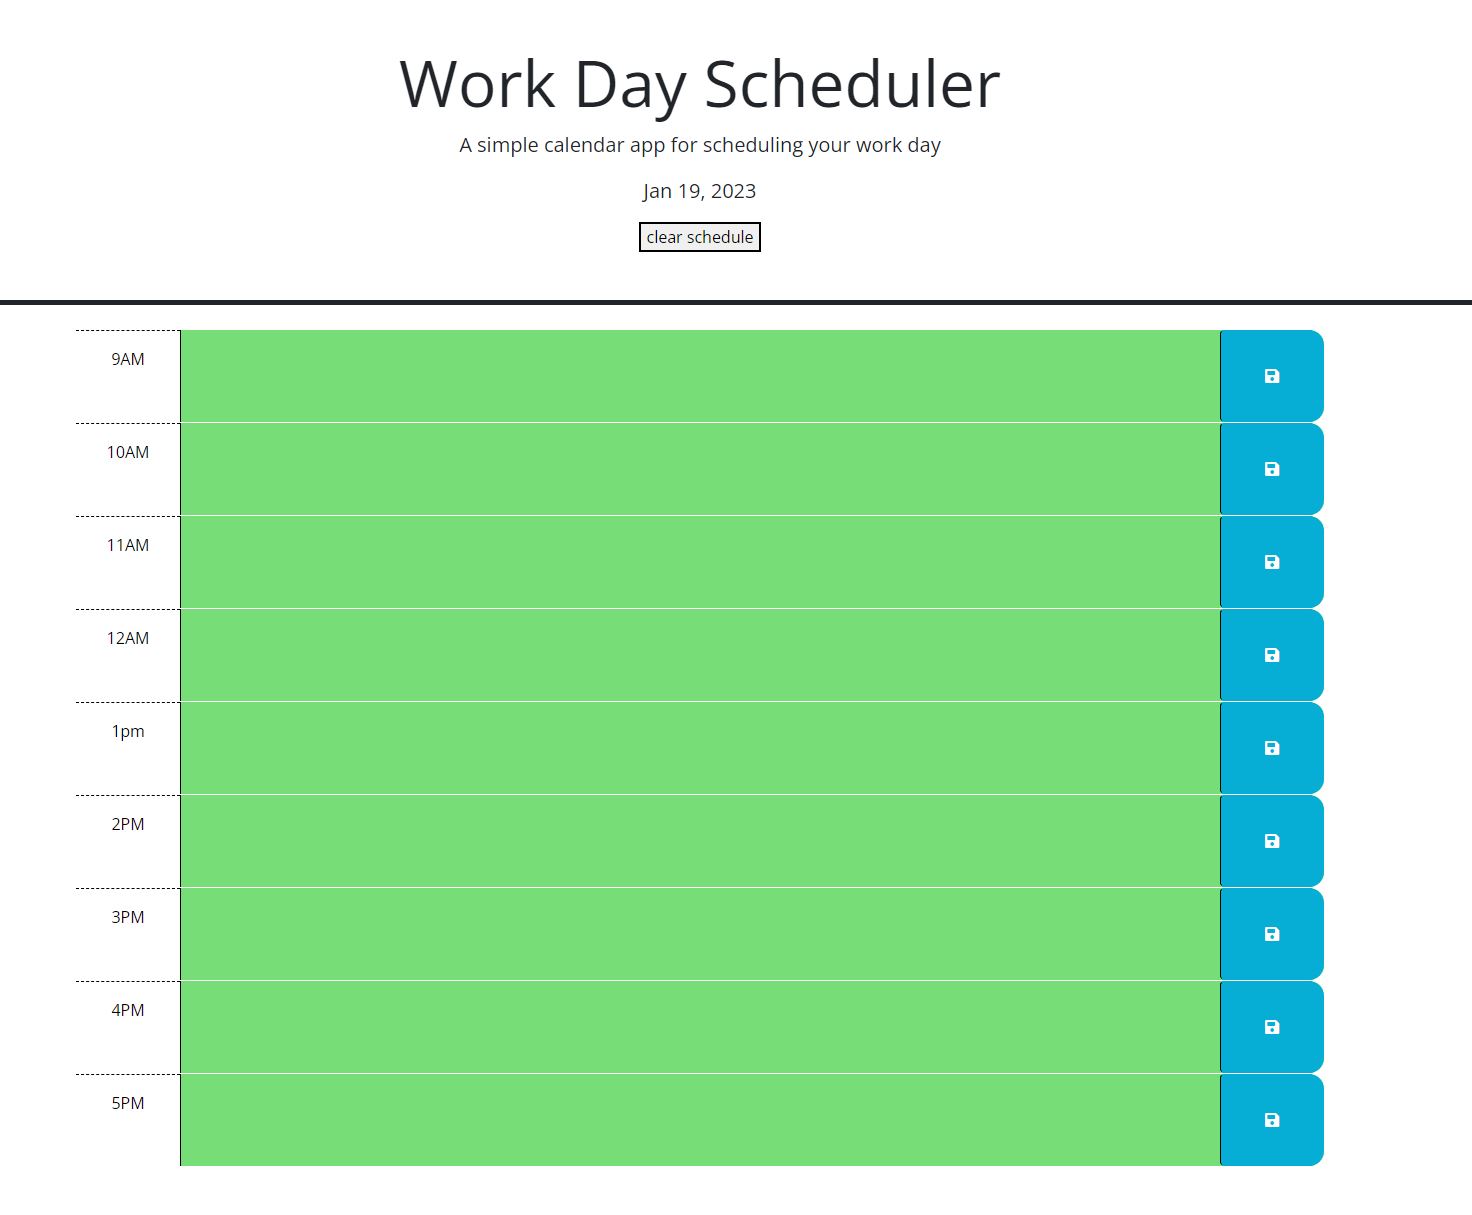 Work Day Scheduler
A simple calendar app for scheduling your work day
Jan 19, 2023
clear schedule
9AM
10AM
11AM
12AM
1pm
2PM
3PM
4PM
5PM